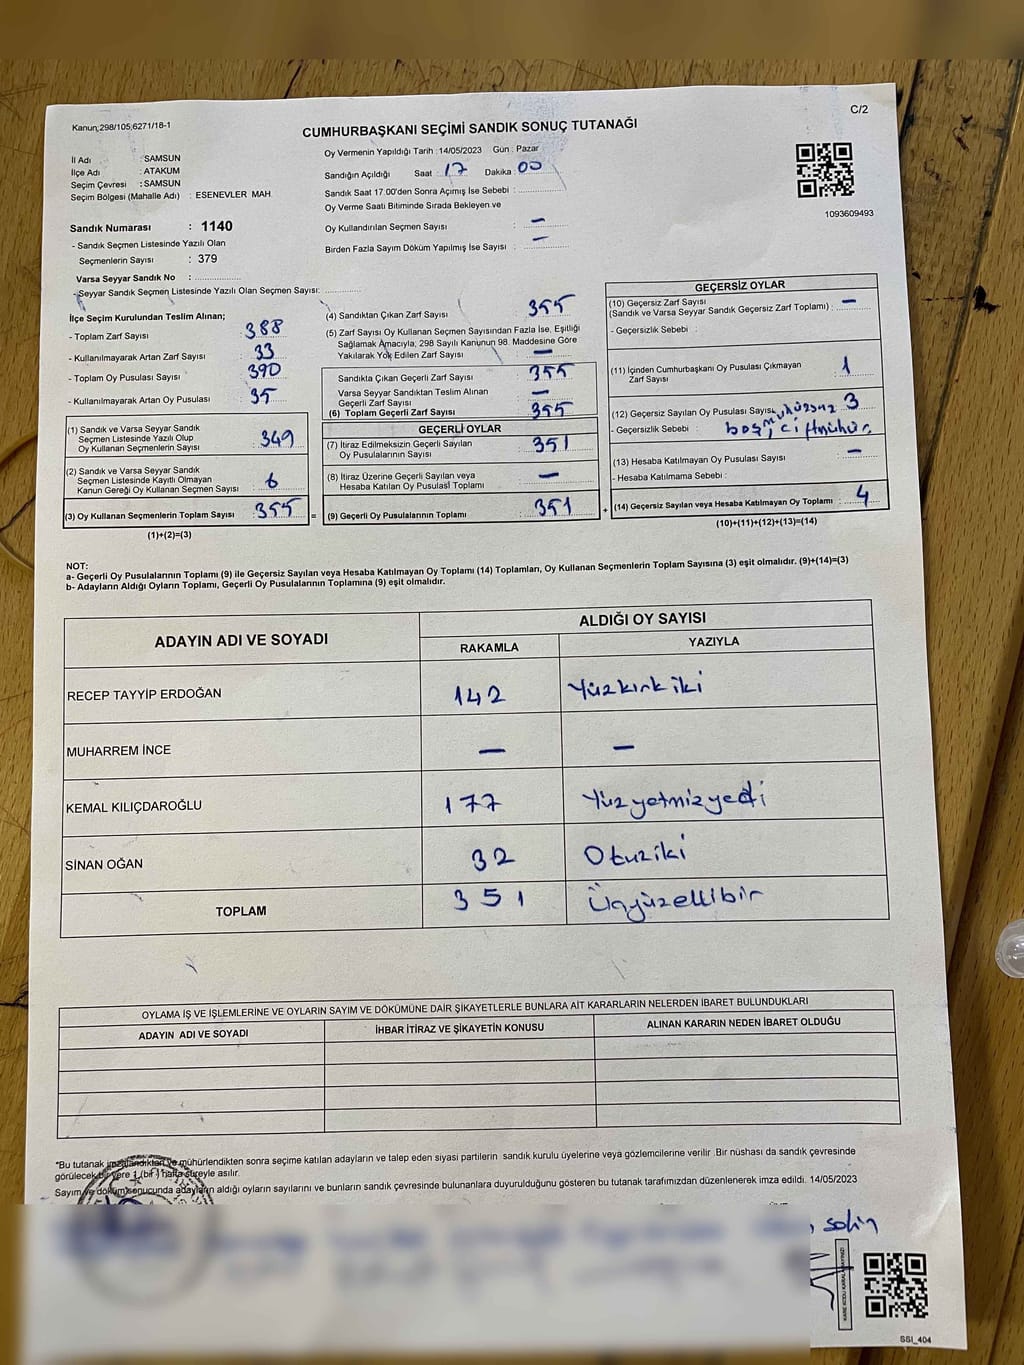 Kanun;298/105;6271/18-1
C/2
CUMHURBAŞKANI SEÇİMİ SANDIK SONUÇ TUTANAĞI
İl Adı : SAMSUN
İlçe Adı : ATAKUM
Seçim Çevresi : SAMSUN
Seçim Bölgesi (Mahalle Adı) : ESENEVLER MAH.
Sandık Numarası : 1140
- Sandık Seçmen Listesinde Yazılı Olan
Seçmenlerin Sayısı : 379
Varsa Seyyar Sandık No :
- Seyyar Sandık Seçmen Listesinde Yazılı Olan Seçmen Sayısı:
Oy Vermenin Yapıldığı Tarih :14/05/2023 Gün : Pazar
Sandığın Açıldığı Saat : 17 Dakika : 00
Sandık Saat 17.00'den Sonra Açımış İse Sebebi :
Oy Verme Saati Bitiminde Sırada Bekleyen ve
Oy Kullandırılan Seçmen Sayısı : —
Birden Fazla Sayım Döküm Yapılmış İse Sayısı : —
1093609493
İlçe Seçim Kurulundan Teslim Alınan;
- Toplam Zarf Sayısı : 388
- Kullanılmayarak Artan Zarf Sayısı : 33
- Toplam Oy Pusulası Sayısı : 390
- Kullanılmayarak Artan Oy Pusulası : 35
(1) Sandık ve Varsa Seyyar Sandık
Seçmen Listesinde Yazılı Olup
Oy Kullanan Seçmenlerin Sayısı : 349
(2) Sandık ve Varsa Seyyar Sandık
Seçmen Listesinde Kayıtlı Olmayan
Kanun Gereği Oy Kullanan Seçmen Sayısı : 6
(3) Oy Kullanan Seçmenlerin Toplam Sayısı : 355
(1)+(2)=(3)
(4) Sandıktan Çıkan Zarf Sayısı : 355
(5) Zarf Sayısı Oy Kullanan Seçmen Sayısından Fazla İse, Eşitliği
Sağlamak Amacıyla, 298 Sayılı Kanunun 98. Maddesine Göre
Yakılarak Yok Edilen Zarf Sayısı : —
Sandıkta Çıkan Geçerli Zarf Sayısı : 355
Varsa Seyyar Sandıktan Teslim Alınan
Geçerli Zarf Sayısı : —
(6) Toplam Geçerli Zarf Sayısı : 355
GEÇERLİ OYLAR
(7) İtiraz Edilmeksizin Geçerli Sayılan
Oy Pusulalarının Sayısı : 351
(8) İtiraz Üzerine Geçerli Sayılan veya
Hesaba Katılan Oy Pusulası Toplamı : —
(9) Geçerli Oy Pusulalarının Toplamı : 351
GEÇERSİZ OYLAR
(10) Geçersiz Zarf Sayısı
(Sandık ve Varsa Seyyar Sandık Geçersiz Zarf Toplamı) : —
- Geçersizlik Sebebi :
(11) İçinden Cumhurbaşkanı Oy Pusulası Çıkmayan
Zarf Sayısı : 1
(12) Geçersiz Sayılan Oy Pusulası Sayısı : 3
- Geçersizlik Sebebi : boş, mühürsüz çift mühür
(13) Hesaba Katılmayan Oy Pusulası Sayısı : —
- Hesaba Katılmama Sebebi :
(14) Geçersiz Sayılan veya Hesaba Katılmayan Oy Toplamı : 4
(10)+(11)+(12)+(13)=(14)
NOT:
a- Geçerli Oy Pusulalarının Toplamı (9) ile Geçersiz Sayılan veya Hesaba Katılmayan Oy Toplamı (14) Toplamları, Oy Kullanan Seçmenlerin Toplam Sayısına (3) eşit olmalıdır. (9)+(14)=(3)
b- Adayların Aldığı Oyların Toplamı, Geçerli Oy Pusulalarının Toplamına (9) eşit olmalıdır.
ADAYIN ADI VE SOYADI
ALDIĞI OY SAYISI
RAKAMLA YAZIYLA
RECEP TAYYİP ERDOĞAN 142 Yüzkırkiki
MUHARREM İNCE — —
KEMAL KILIÇDAROĞLU 177 Yüzyetmişyedi
SİNAN OĞAN 32 Otuziki
TOPLAM 351 Üçyüzellibir
OYLAMA İŞ VE İŞLEMLERİNE VE OYLARIN SAYIM VE DÖKÜMÜNE DAİR ŞİKAYETLERLE BUNLARA AİT KARARLARIN NELERDEN İBARET BULUNDUKLARI
ADAYIN ADI VE SOYADI İHBAR İTİRAZ VE ŞİKAYETİN KONUSU ALINAN KARARIN NEDEN İBARET OLDUĞU
*Bu tutanak imzalandıktan ve mühürlendikten sonra seçime katılan adayların ve talep eden siyasi partilerin sandık kurulu üyelerine veya gözlemcilerine verilir .Bir nüshası da sandık çevresinde
görülecek bir yere 1 (bir) hafta süreyle asılır.
Sayım ve döküm sonucunda adayların aldığı oyların sayılarını ve bunların sandık çevresinde bulunanlara duyurulduğunu gösteren bu tutanak tarafımızdan düzenlenerek imza edildi. 14/05/2023
KARE KODU KARALAMAYINIZ!
SSI_404